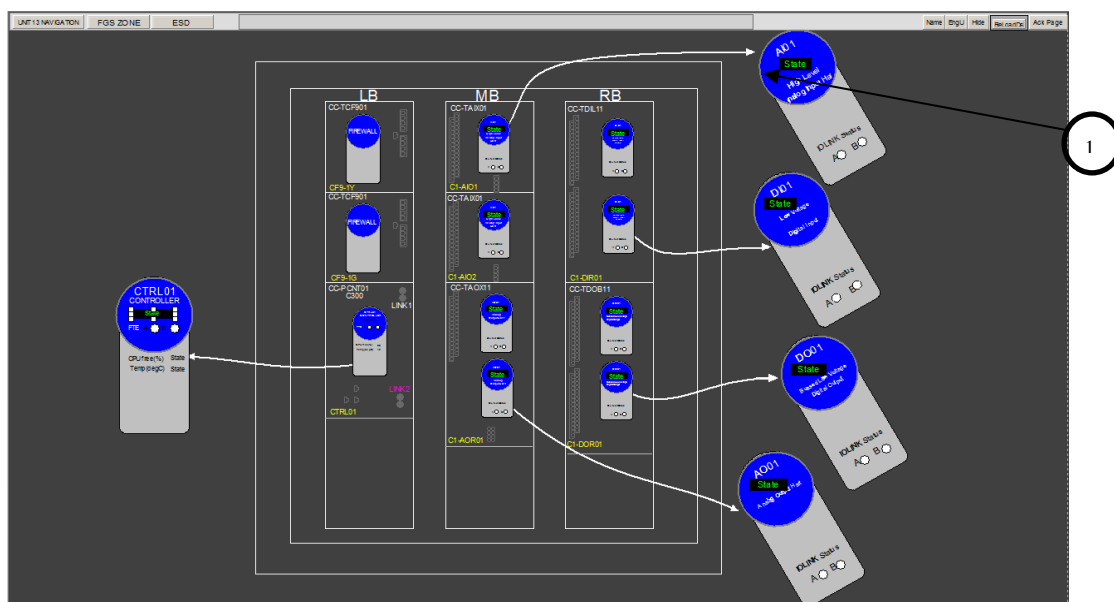 UNIT 13 NAVIGATION
FGS ZONE
ESD
Name
EngU
Hide
ReLoadDs
Ack Page
LB
MB
RB
CC-TCF901
FIREWALL
CF9-1Y
CC-TCF901
FIREWALL
CF9-1G
CC-PCNT01
C300
LINK1
LINK2
CTRL01
CC-TAIX01
State
C1-AIO1
CC-TAIX01
State
C1-AIO2
CC-TAOX11
State
State
C1-AOR01
CC-TDIL11
State
State
C1-DIR01
CC-TDOB11
State
State
C1-DOR01
CTRL01
CONTROLLER
State
FTE
CPUfree(%) State
Temp(degC) State
AI01
State
High Level
IOLINK Status
A B
DI01
State
Low Voltage
Digital Input
IOLINK Status
A B
DO01
State
Bussed Low Voltage
Digital Output
IOLINK Status
A B
AO01
State
Analog Output Hart
IOLINK Status
A B
1